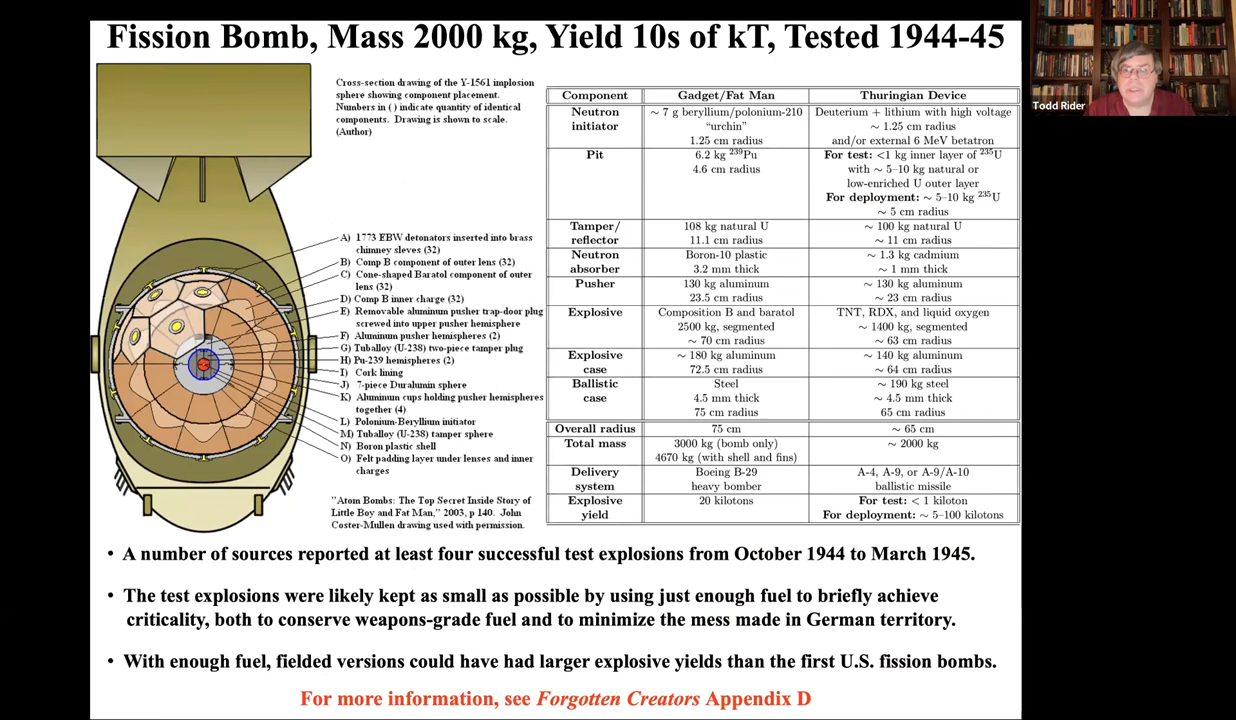 Fission Bomb, Mass 2000 kg, Yield 10s of kT, Tested 1944-45
Todd Rider
Cross-section drawing of the Y-1561 implosion
sphere showing component placement.
Numbers in ( ) indicate quantity of identical
components. Drawing is shown to scale.
(Author)
A) 1773 EBW detonators inserted into brass
chimney sleves (32)
B) Comp B component of outer lens (32)
C) Cone-shaped Baratol component of outer
lens (32)
D) Comp B inner charge (32)
E) Removable aluminum pusher trap-door plug
screwed into upper pusher hemisphere
F) Aluminum pusher hemispheres (2)
G) Tuballoy (U-238) two-piece tamper plug
H) Pu-239 hemispheres (2)
I) Cork lining
J) 7-piece Duralumin sphere
K) Aluminum cups holding pusher hemispheres
together (4)
L) Polonium-Beryllium initiator
M) Tuballoy (U-238) tamper sphere
N) Boron plastic shell
O) Felt padding layer under lenses and inner
charges
"Atom Bombs: The Top Secret Inside Story of
Little Boy and Fat Man," 2003, p 140. John
Coster-Mullen drawing used with permission.
Component Gadget/Fat Man Thuringian Device
Neutron ~ 7 g beryllium/polonium-210 Deuterium + lithium with high voltage
initiator "urchin" ~ 1.25 cm radius
1.25 cm radius and/or external 6 MeV betatron
Pit 6.2 kg ²³⁹Pu For test: <1 kg inner layer of ²³⁵U
4.6 cm radius with ~ 5–10 kg natural or
low-enriched U outer layer
For deployment: ~ 5–10 kg ²³⁵U
~ 5 cm radius
Tamper/ 108 kg natural U ~ 100 kg natural U
reflector 11.1 cm radius ~ 11 cm radius
Neutron Boron-10 plastic ~ 1.3 kg cadmium
absorber 3.2 mm thick ~ 1 mm thick
Pusher 130 kg aluminum ~ 130 kg aluminum
23.5 cm radius ~ 23 cm radius
Explosive Composition B and baratol TNT, RDX, and liquid oxygen
2500 kg, segmented ~ 1400 kg, segmented
~ 70 cm radius ~ 63 cm radius
Explosive ~ 180 kg aluminum ~ 140 kg aluminum
case 72.5 cm radius ~ 64 cm radius
Ballistic Steel ~ 190 kg steel
case 4.5 mm thick ~ 4.5 mm thick
75 cm radius 65 cm radius
Overall radius 75 cm ~ 65 cm
Total mass 3000 kg (bomb only) ~ 2000 kg
4670 kg (with shell and fins)
Delivery Boeing B-29 A-4, A-9, or A-9/A-10
system heavy bomber ballistic missile
Explosive 20 kilotons For test: < 1 kiloton
yield For deployment: ~ 5–100 kilotons
• A number of sources reported at least four successful test explosions from October 1944 to March 1945.
• The test explosions were likely kept as small as possible by using just enough fuel to briefly achieve
criticality, both to conserve weapons-grade fuel and to minimize the mess made in German territory.
• With enough fuel, fielded versions could have had larger explosive yields than the first U.S. fission bombs.
For more information, see Forgotten Creators Appendix D